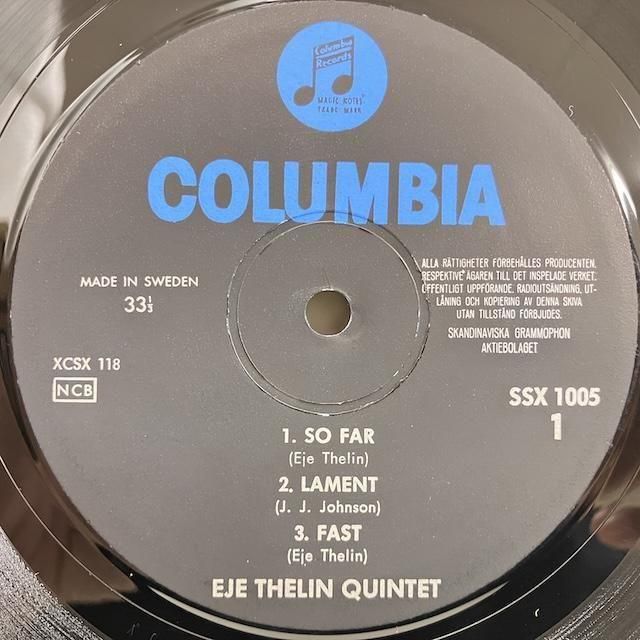 Columbia
Records
MAGIC NOTES
TRADE MARK
COLUMBIA
MADE IN SWEDEN
33⅓
XCSX 118
NCB
ALLA RÄTTIGHETER FÖRBEHÅLLES PRODUCENTEN,
RESPEKTIVE ÄGAREN TILL DET INSPELADE VERKET.
OFFENTLIGT UPPFÖRANDE, RADIOUTSÄNDNING, UT-
LÅNING OCH KOPIERING AV DENNA SKIVA
UTAN TILLSTÅND FÖRBJUDES.
SKANDINAVISKA GRAMMOPHON
AKTIEBOLAGET
SSX 1005
1
1. SO FAR
(Eje Thelin)
2. LAMENT
(J. J. Johnson)
3. FAST
(Eje Thelin)
EJE THELIN QUINTET